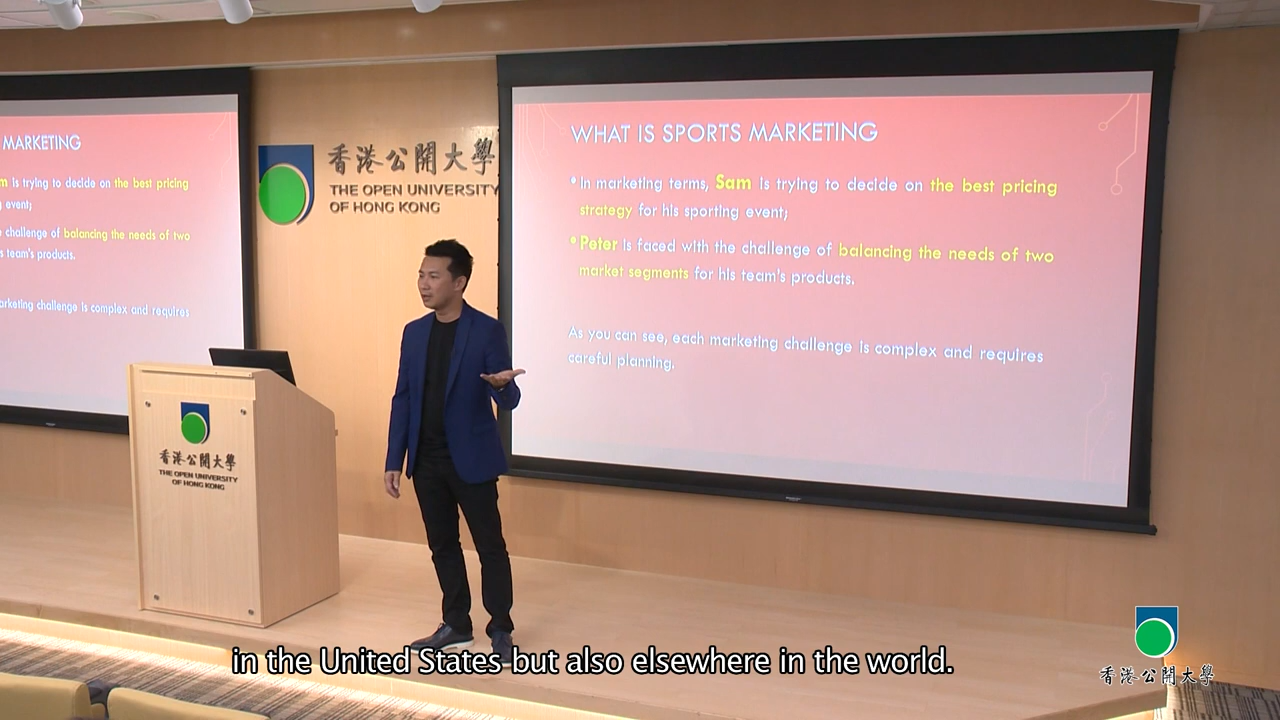 MARKETING
is trying to decide on the best pricing
event;
challenge of balancing the needs of two
team's products.
marketing challenge is complex and requires
香港公開大學
THE OPEN UNIVERSITY
OF HONG KONG
WHAT IS SPORTS MARKETING
• In marketing terms, Sam is trying to decide on the best pricing
strategy for his sporting event;
• Peter is faced with the challenge of balancing the needs of two
market segments for his team's products.
As you can see, each marketing challenge is complex and requires
careful planning.
香港公開大學
THE OPEN UNIVERSITY
OF HONG KONG
in the United States but also elsewhere in the world.
香港公開大學